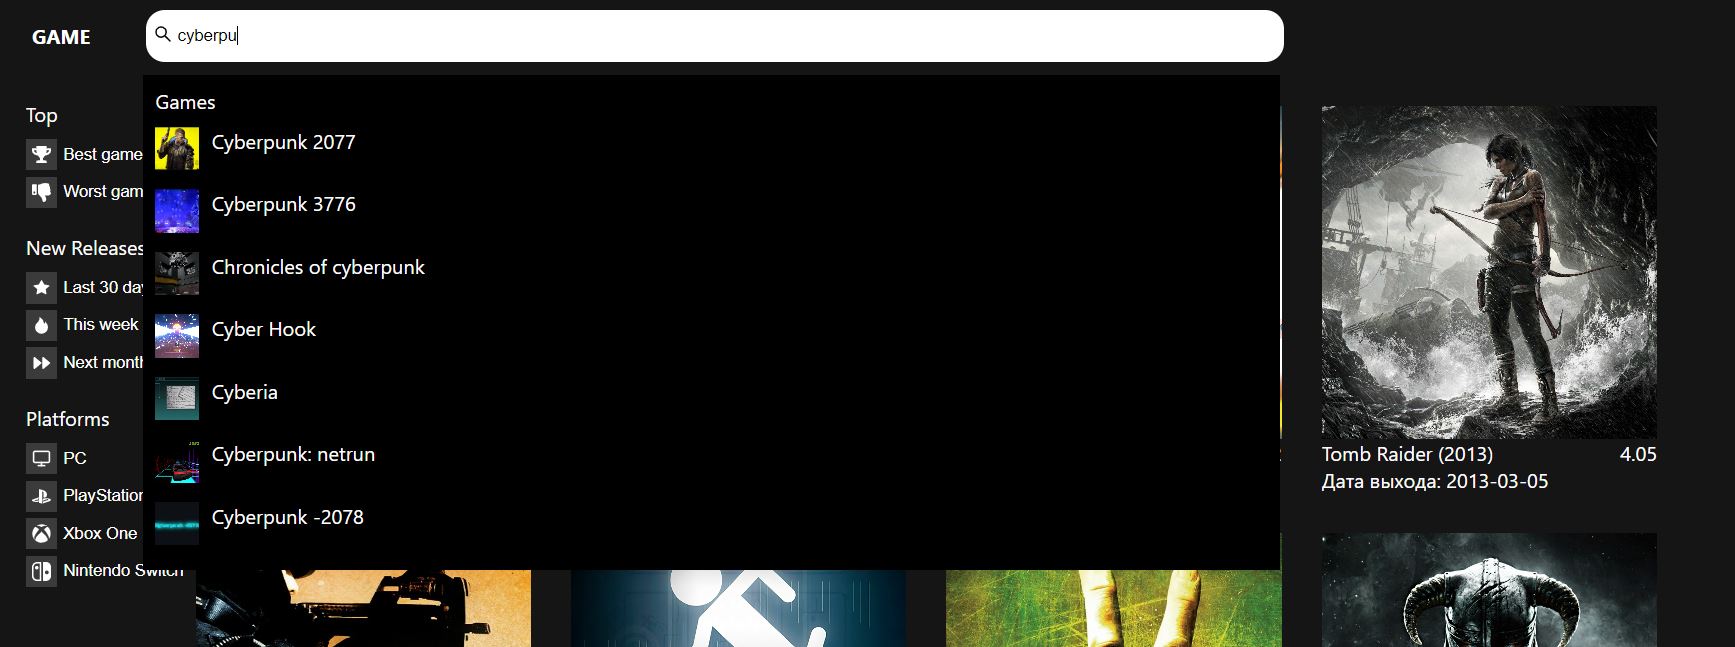 GAME
cyberpu
Games
Cyberpunk 2077
Cyberpunk 3776
Chronicles of cyberpunk
Cyber Hook
Cyberia
Cyberpunk: netrun
Cyberpunk -2078
Top
Best game
Worst gam
New Releases
Last 30 day
This week
Next month
Platforms
PC
PlayStation
Xbox One
Nintendo Switch
Tomb Raider (2013) 4.05
Дата выхода: 2013-03-05